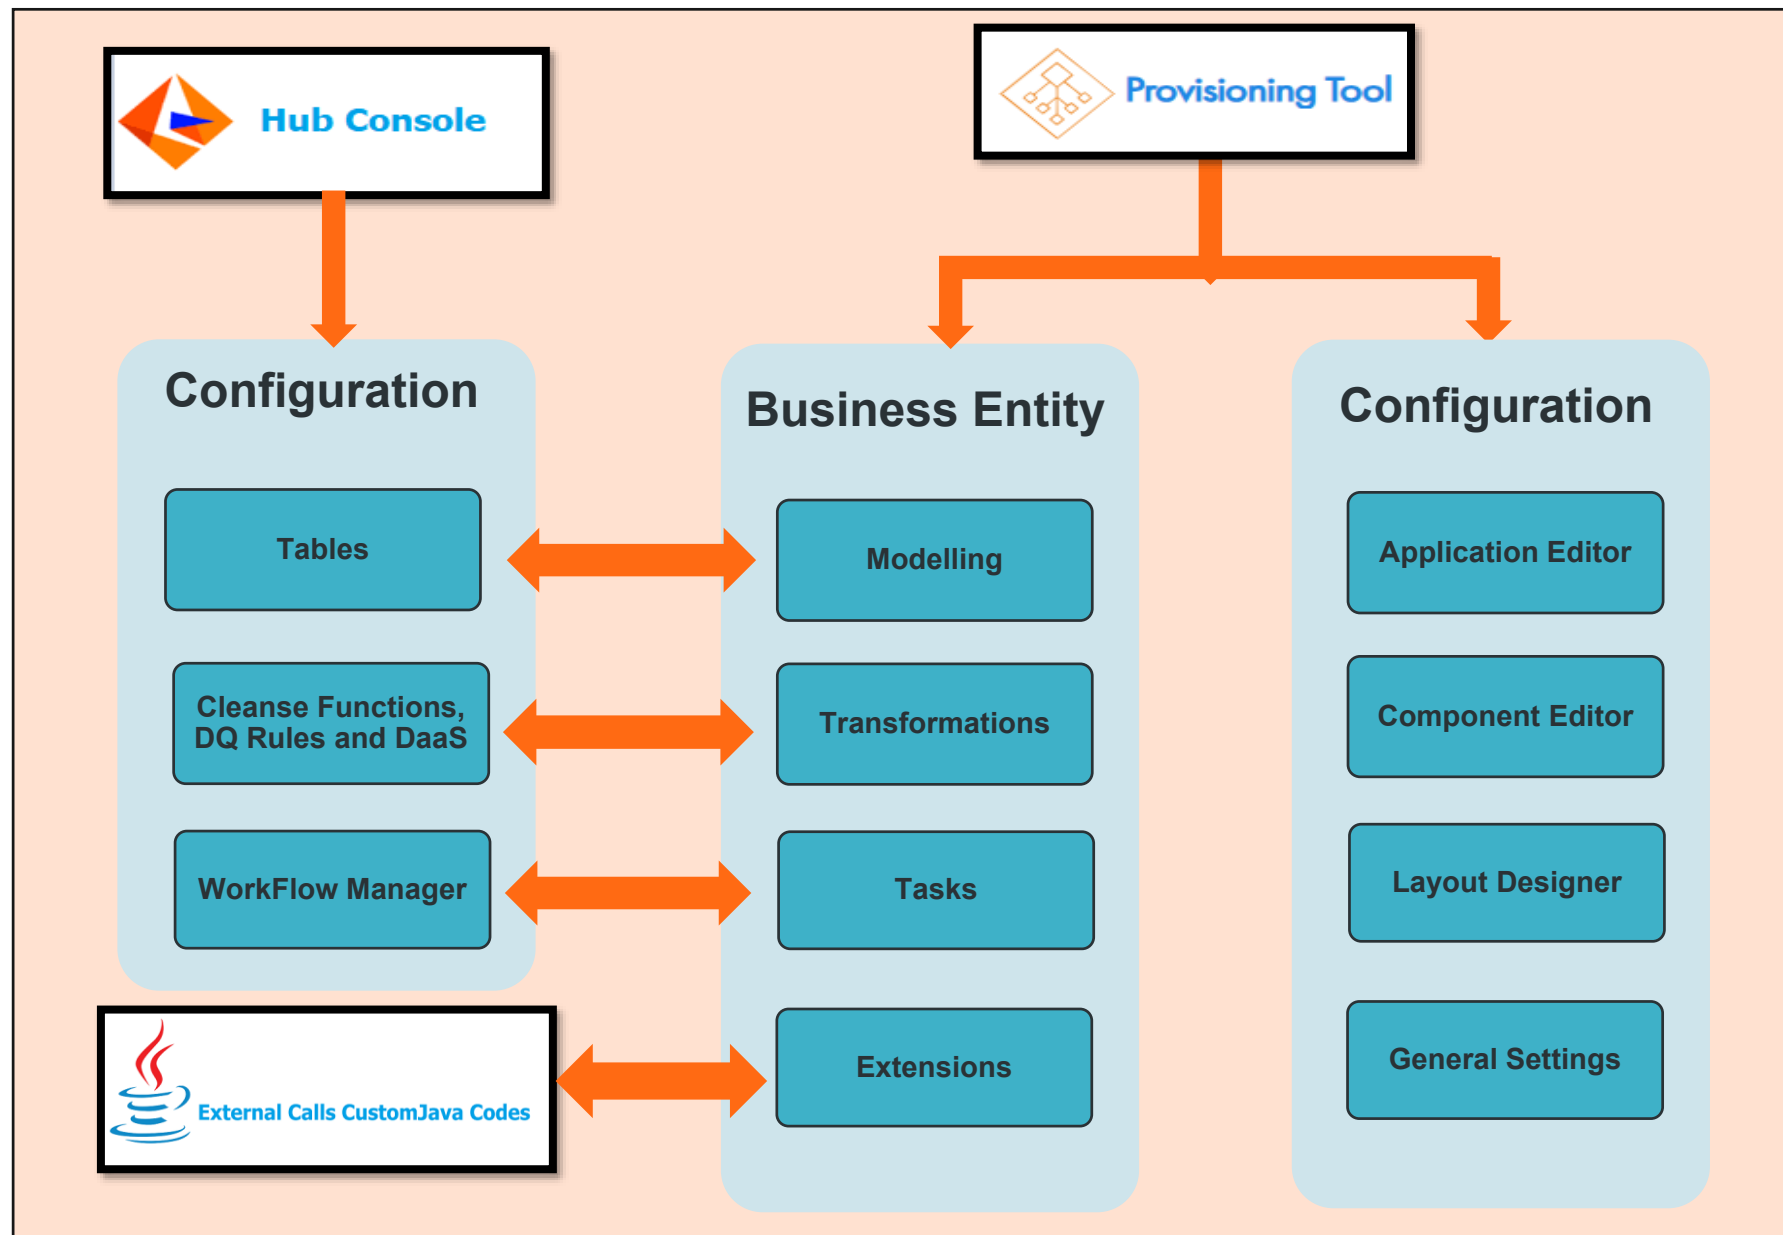 Hub Console
Provisioning Tool
Configuration
Tables
Cleanse Functions,
DQ Rules and DaaS
WorkFlow Manager
External Calls CustomJava Codes
Business Entity
Modelling
Transformations
Tasks
Extensions
Configuration
Application Editor
Component Editor
Layout Designer
General Settings